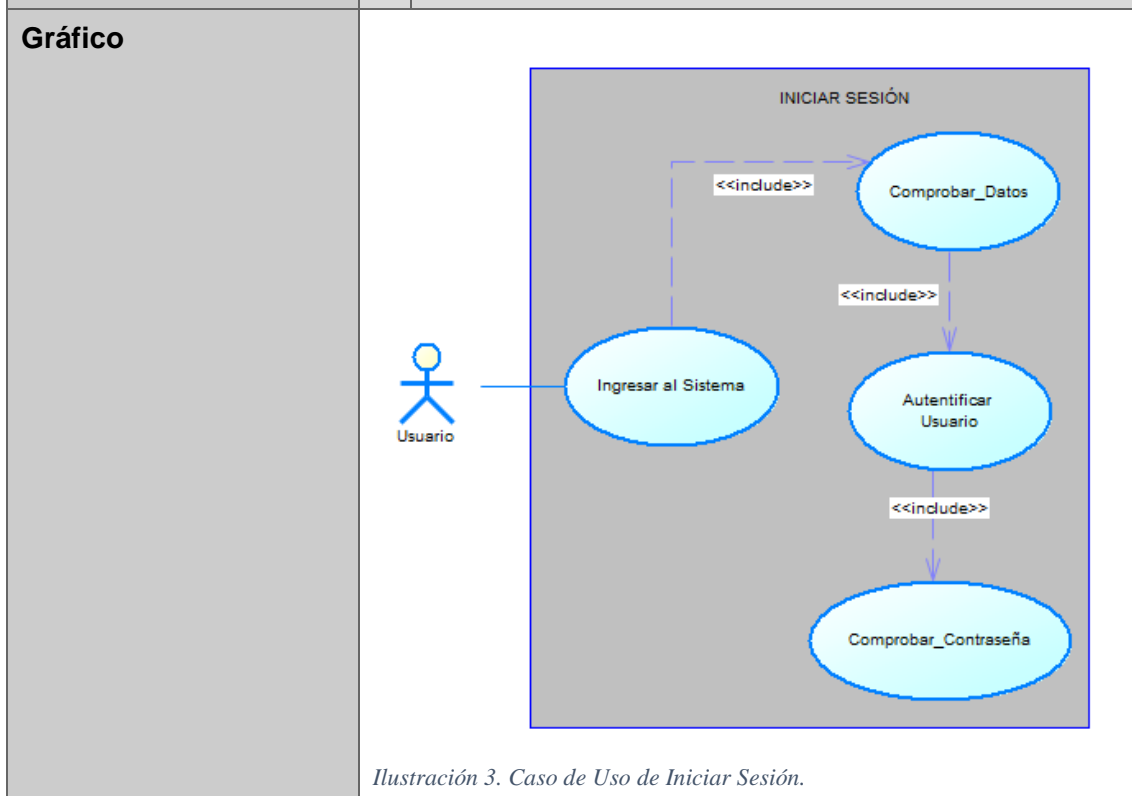 Gráfico
INICIAR SESIÓN
<<include>>
Comprobar_Datos
<<include>>
Ingresar al Sistema
Autentificar
Usuario
Usuario
<<include>>
Comprobar_Contraseña
Ilustración 3. Caso de Uso de Iniciar Sesión.